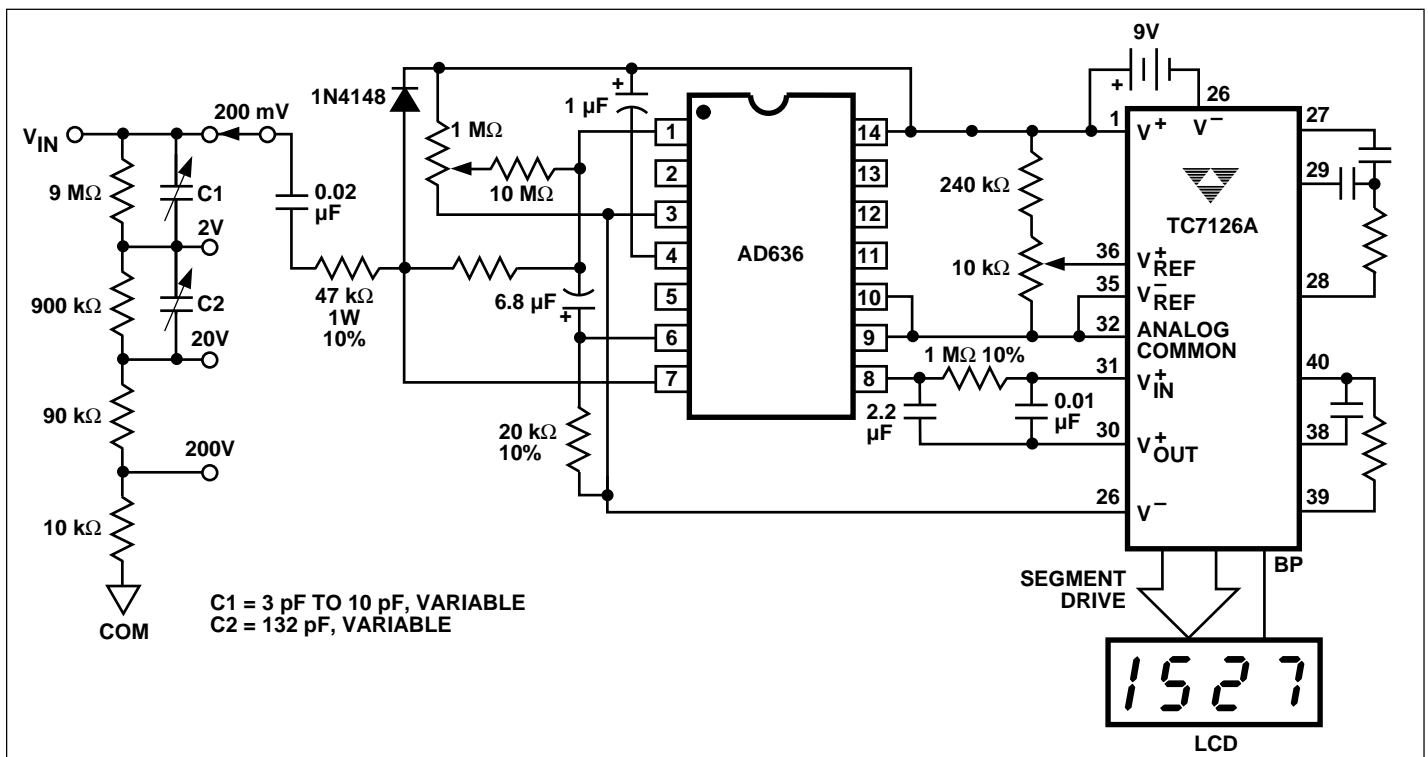 9V
+
26
V−
1N4148
200 mV
VIN
9 MΩ
C1
2V
900 kΩ
C2
20V
90 kΩ
200V
10 kΩ
COM
0.02
µF
47 kΩ
1W
10%
1 MΩ
10 MΩ
+
1 µF
6.8 µF
+
20 kΩ
10%
1
2
3
4
5
6
7
AD636
14
13
12
11
10
9
8
240 kΩ
10 kΩ
1 MΩ 10%
2.2
µF
0.01
µF
1 V+
TC7126A
36 V+REF
35 V−REF
32 ANALOG
COMMON
31 V+IN
30 V+OUT
26 V−
27
29
28
40
38
39
BP
SEGMENT
DRIVE
1527
LCD
C1 = 3 pF TO 10 pF, VARIABLE
C2 = 132 pF, VARIABLE